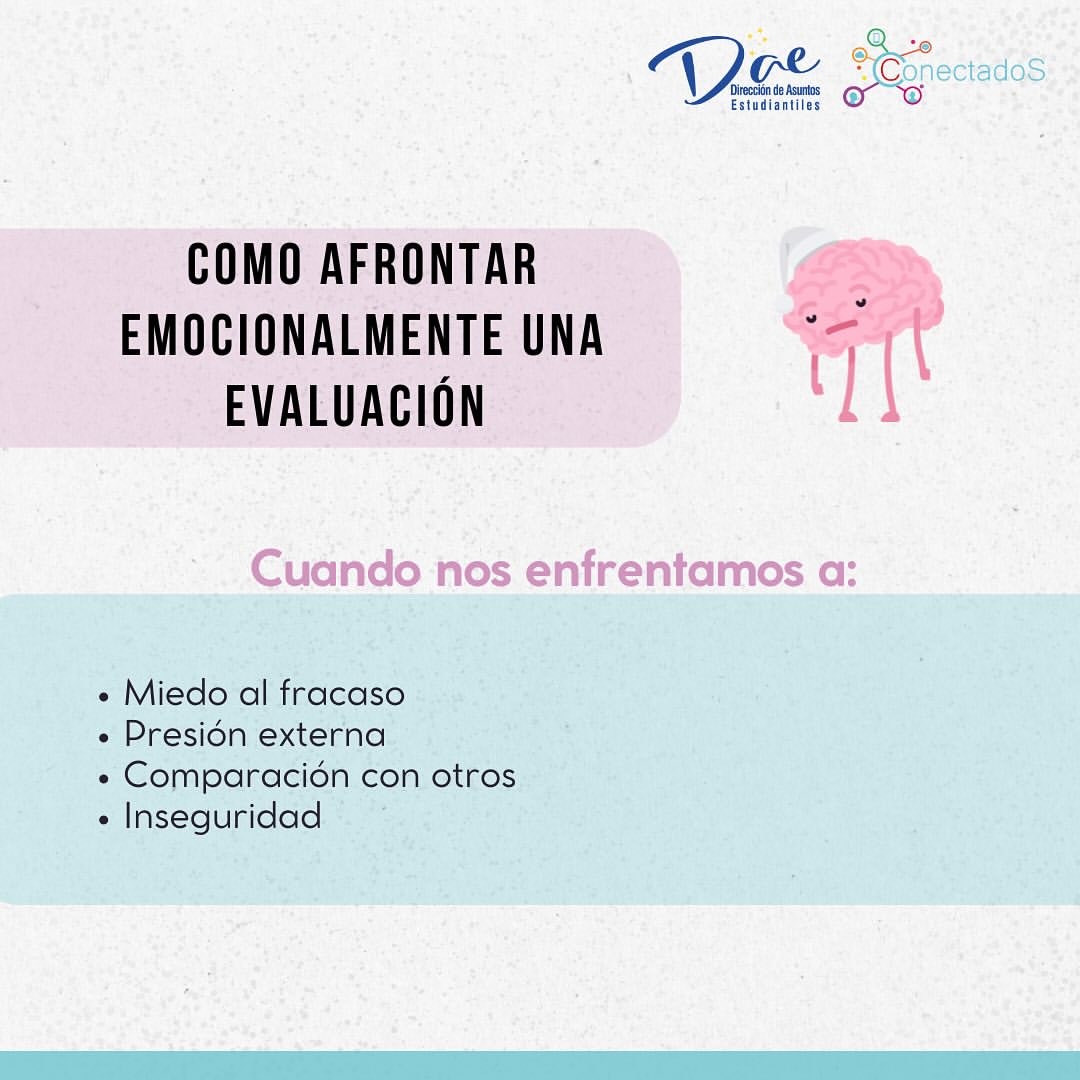 Dae
Dirección de Asuntos
Estudiantiles
ConectadoS
COMO AFRONTAR
EMOCIONALMENTE UNA
EVALUACIÓN
Cuando nos enfrentamos a:
• Miedo al fracaso
• Presión externa
• Comparación con otros
• Inseguridad